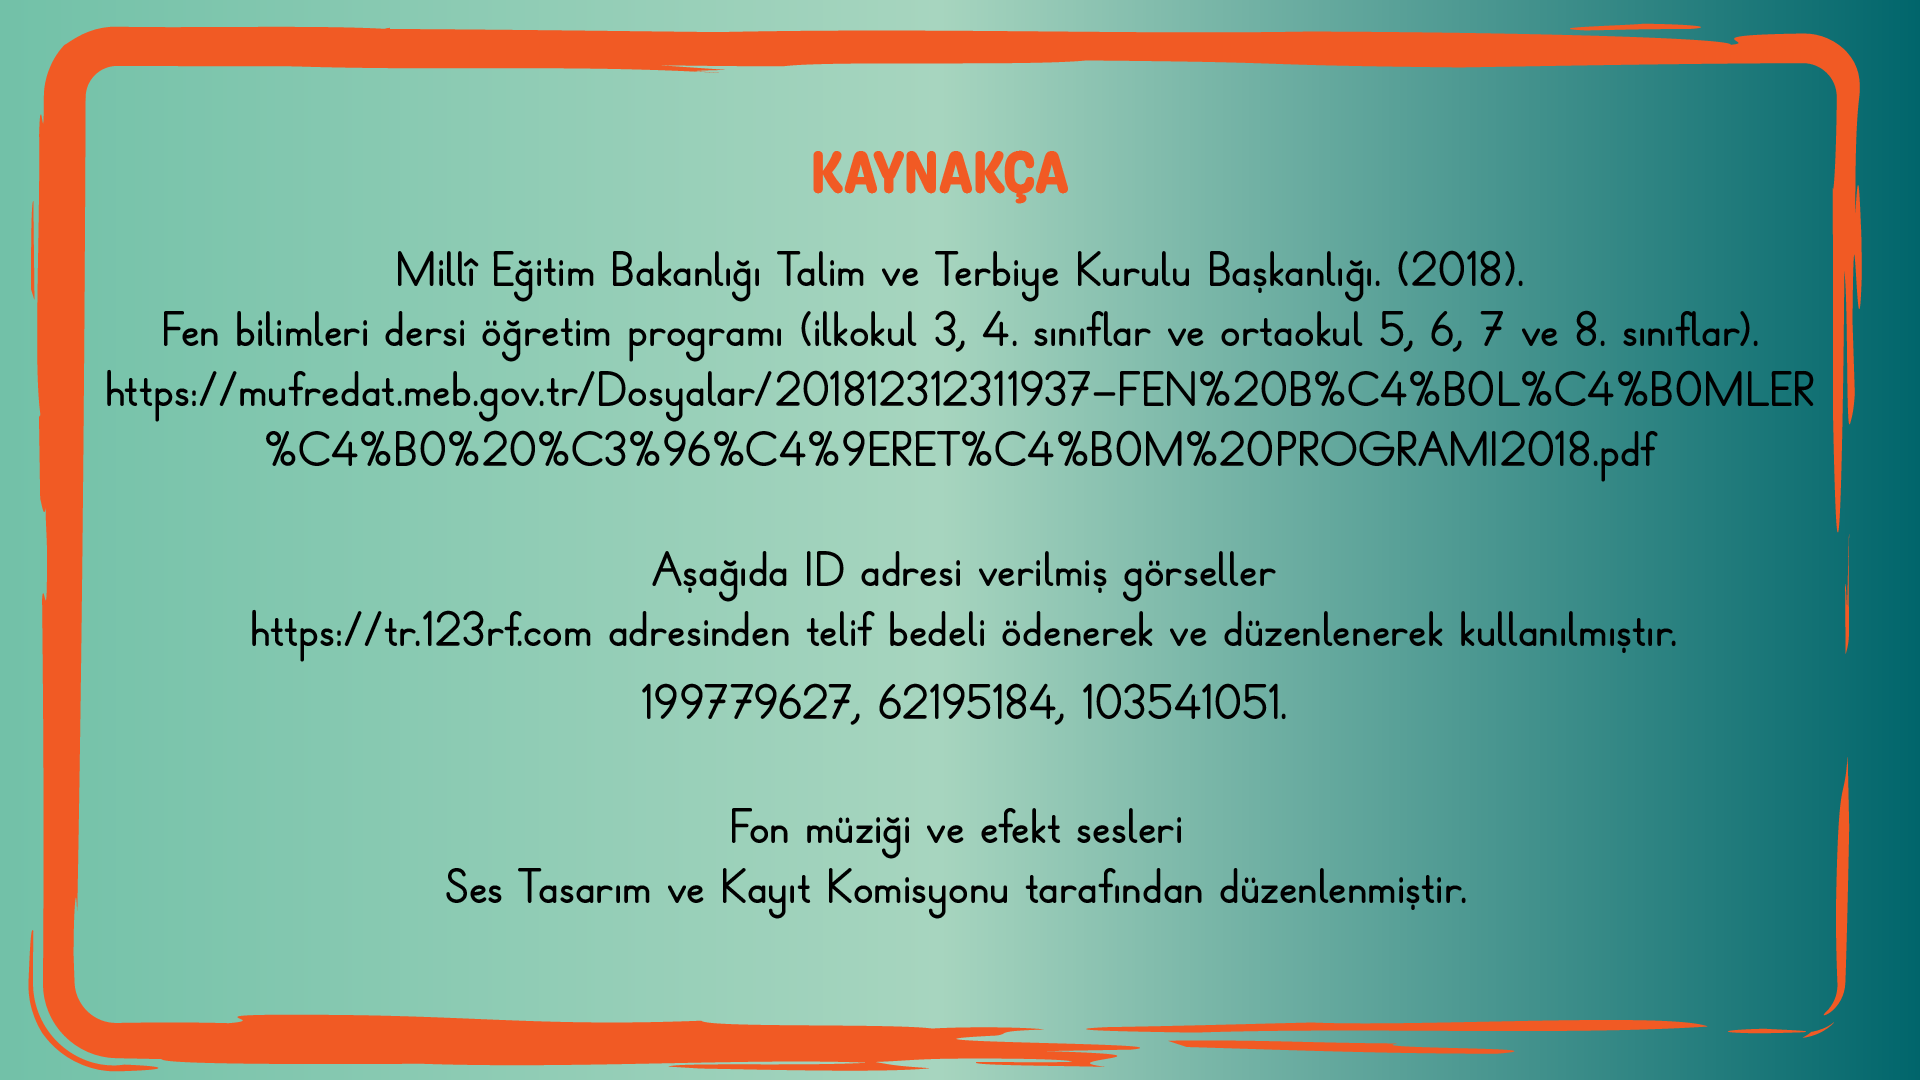 KAYNAKÇA
Millî Eğitim Bakanlığı Talim ve Terbiye Kurulu Başkanlığı. (2018).
Fen bilimleri dersi öğretim programı (ilkokul 3, 4. sınıflar ve ortaokul 5, 6, 7 ve 8. sınıflar).
https://mufredat.meb.gov.tr/Dosyalar/201812312311937-FEN%20B%C4%B0L%C4%B0MLER
%C4%B0%20%C3%96%C4%9ERET%C4%B0M%20PROGRAMI2018.pdf
Aşağıda ID adresi verilmiş görseller
https://tr.123rf.com adresinden telif bedeli ödenerek ve düzenlenerek kullanılmıştır.
199779627, 62195184, 103541051.
Fon müziği ve efekt sesleri
Ses Tasarım ve Kayıt Komisyonu tarafından düzenlenmiştir.